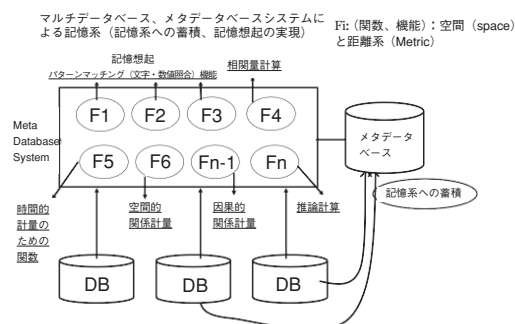 マルチデータベース、メタデータベースシステムに
よる記憶系（記憶系への蓄積、記憶想起の実現）
Fi: (関数、機能)：空間（space）
と距離系（Metric）
記憶想起
パターンマッチング（文字・数値照合）機能
相関量計算
Meta
Database
System
F1
F2
F3
F4
F5
F6
Fn-1
Fn
メタデータ
ベース
記憶系への蓄積
時間的
計量の
ための
関数
空間的
関係計量
因果的
関係計量
推論計算
DB
DB
DB